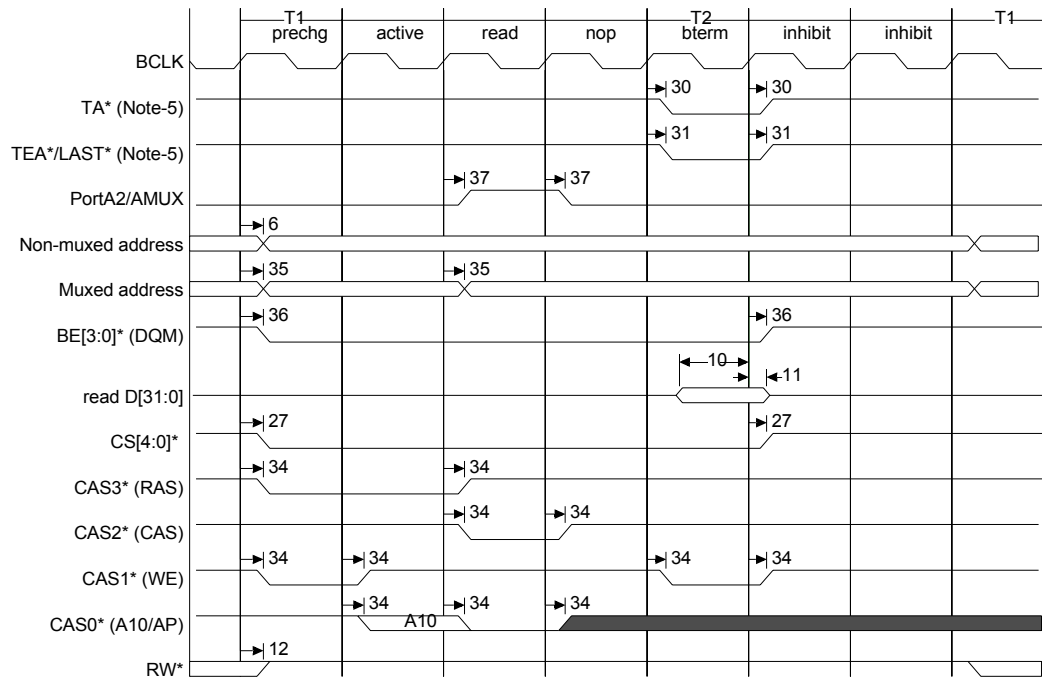 T1 T2 T1
prechg active read nop bterm inhibit inhibit
BCLK
30 30
TA* (Note-5)
31 31
TEA*/LAST* (Note-5)
37 37
PortA2/AMUX
6
Non-muxed address
35 35
Muxed address
36 36
BE[3:0]* (DQM)
10
11
read D[31:0]
27 27
CS[4:0]*
34 34
CAS3* (RAS)
34 34
CAS2* (CAS)
34 34 34 34
CAS1* (WE)
34 34 34
A10
CAS0* (A10/AP)
12
RW*